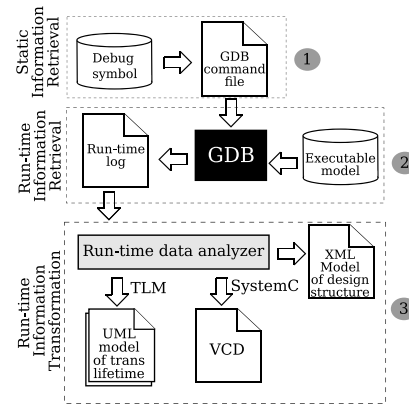 Static
Information
Retrieval
Debug
symbol
GDB
command
file
1
Run-time
Information
Retrieval
Run-time
log
GDB
Executable
model
2
Run-time
Information
Transformation
Run-time data analyzer
XML
Model
of design
structure
TLM
SystemC
UML
model
of trans
lifetime
VCD
3